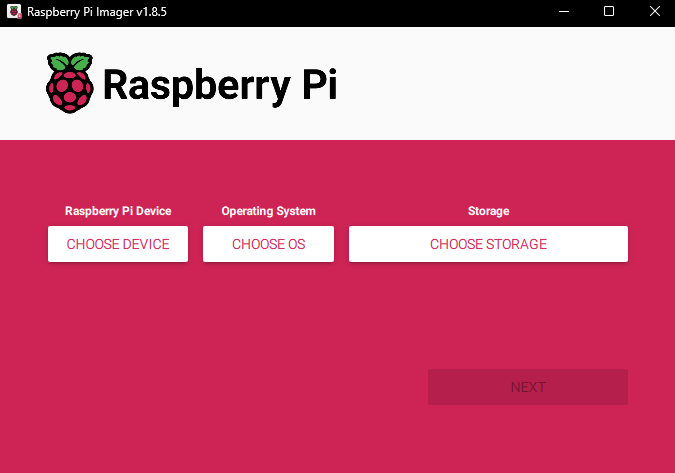 Raspberry Pi Imager v1.8.5
Raspberry Pi
Raspberry Pi Device
Operating System
Storage
CHOOSE DEVICE
CHOOSE OS
CHOOSE STORAGE
NEXT